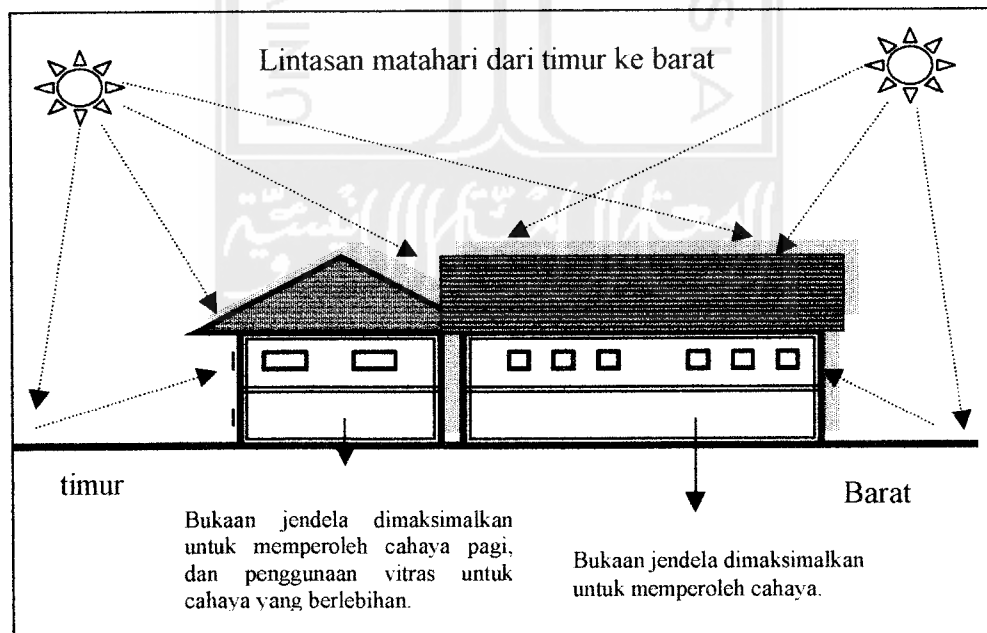 Lintasan matahari dari timur ke barat
timur
Barat
Bukaan jendela dimaksimalkan
untuk memperoleh cahaya pagi,
dan penggunaan vitras untuk
cahaya yang berlebihan.
Bukaan jendela dimaksimalkan
untuk memperoleh cahaya.